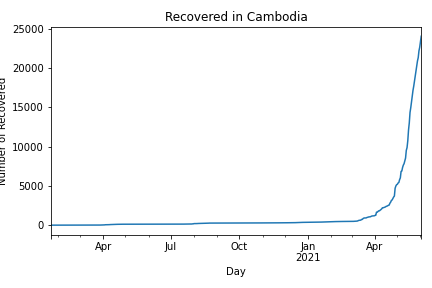 Recovered in Cambodia
25000
20000
15000
10000
5000
0
Number of Recovered
Apr
Jul
Oct
Jan
2021
Apr
Day